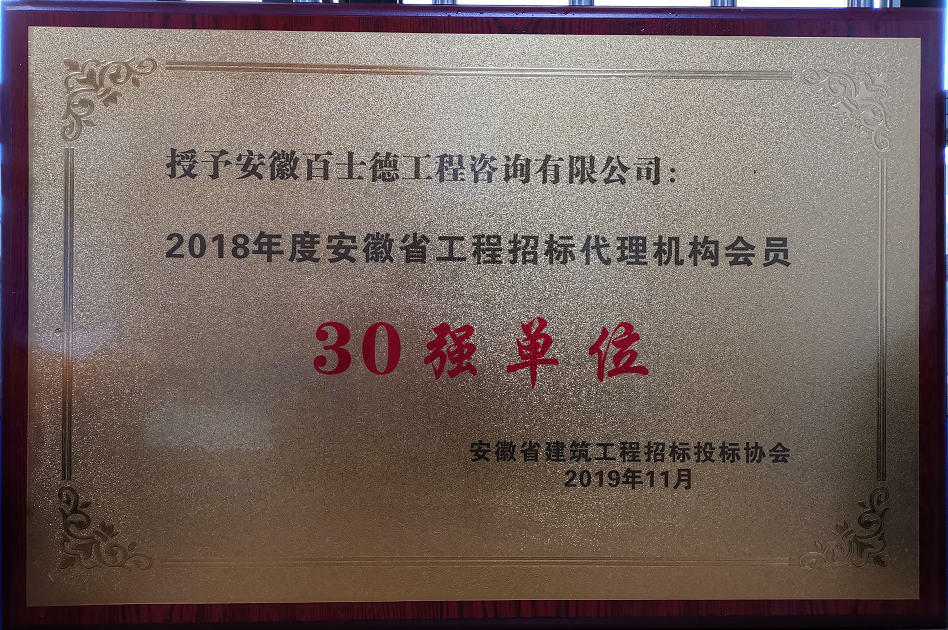 授予安徽百士德工程咨询有限公司：
2018年度安徽省工程招标代理机构会员
30强单位
安徽省建筑工程招标投标协会
2019年11月